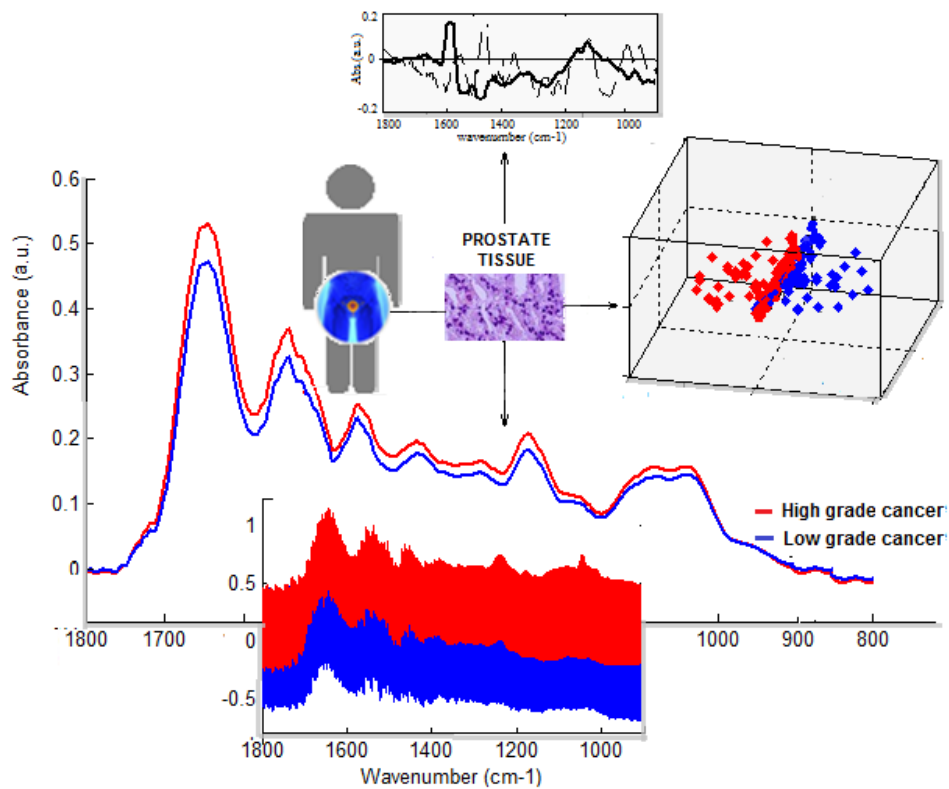 0.2
0
-0.2
Abs.(a.u.)
1800 1600 1400 1200 1000
wavenumber (cm-1)
0.6
0.5
0.4
0.3
0.2
0.1
0
Absorbance (a.u.)
PROSTATE
TISSUE
High grade cancer
Low grade cancer
1800 1700 1000 900 800
1
0.5
0
-0.5
1800 1600 1400 1200 1000
Wavenumber (cm-1)